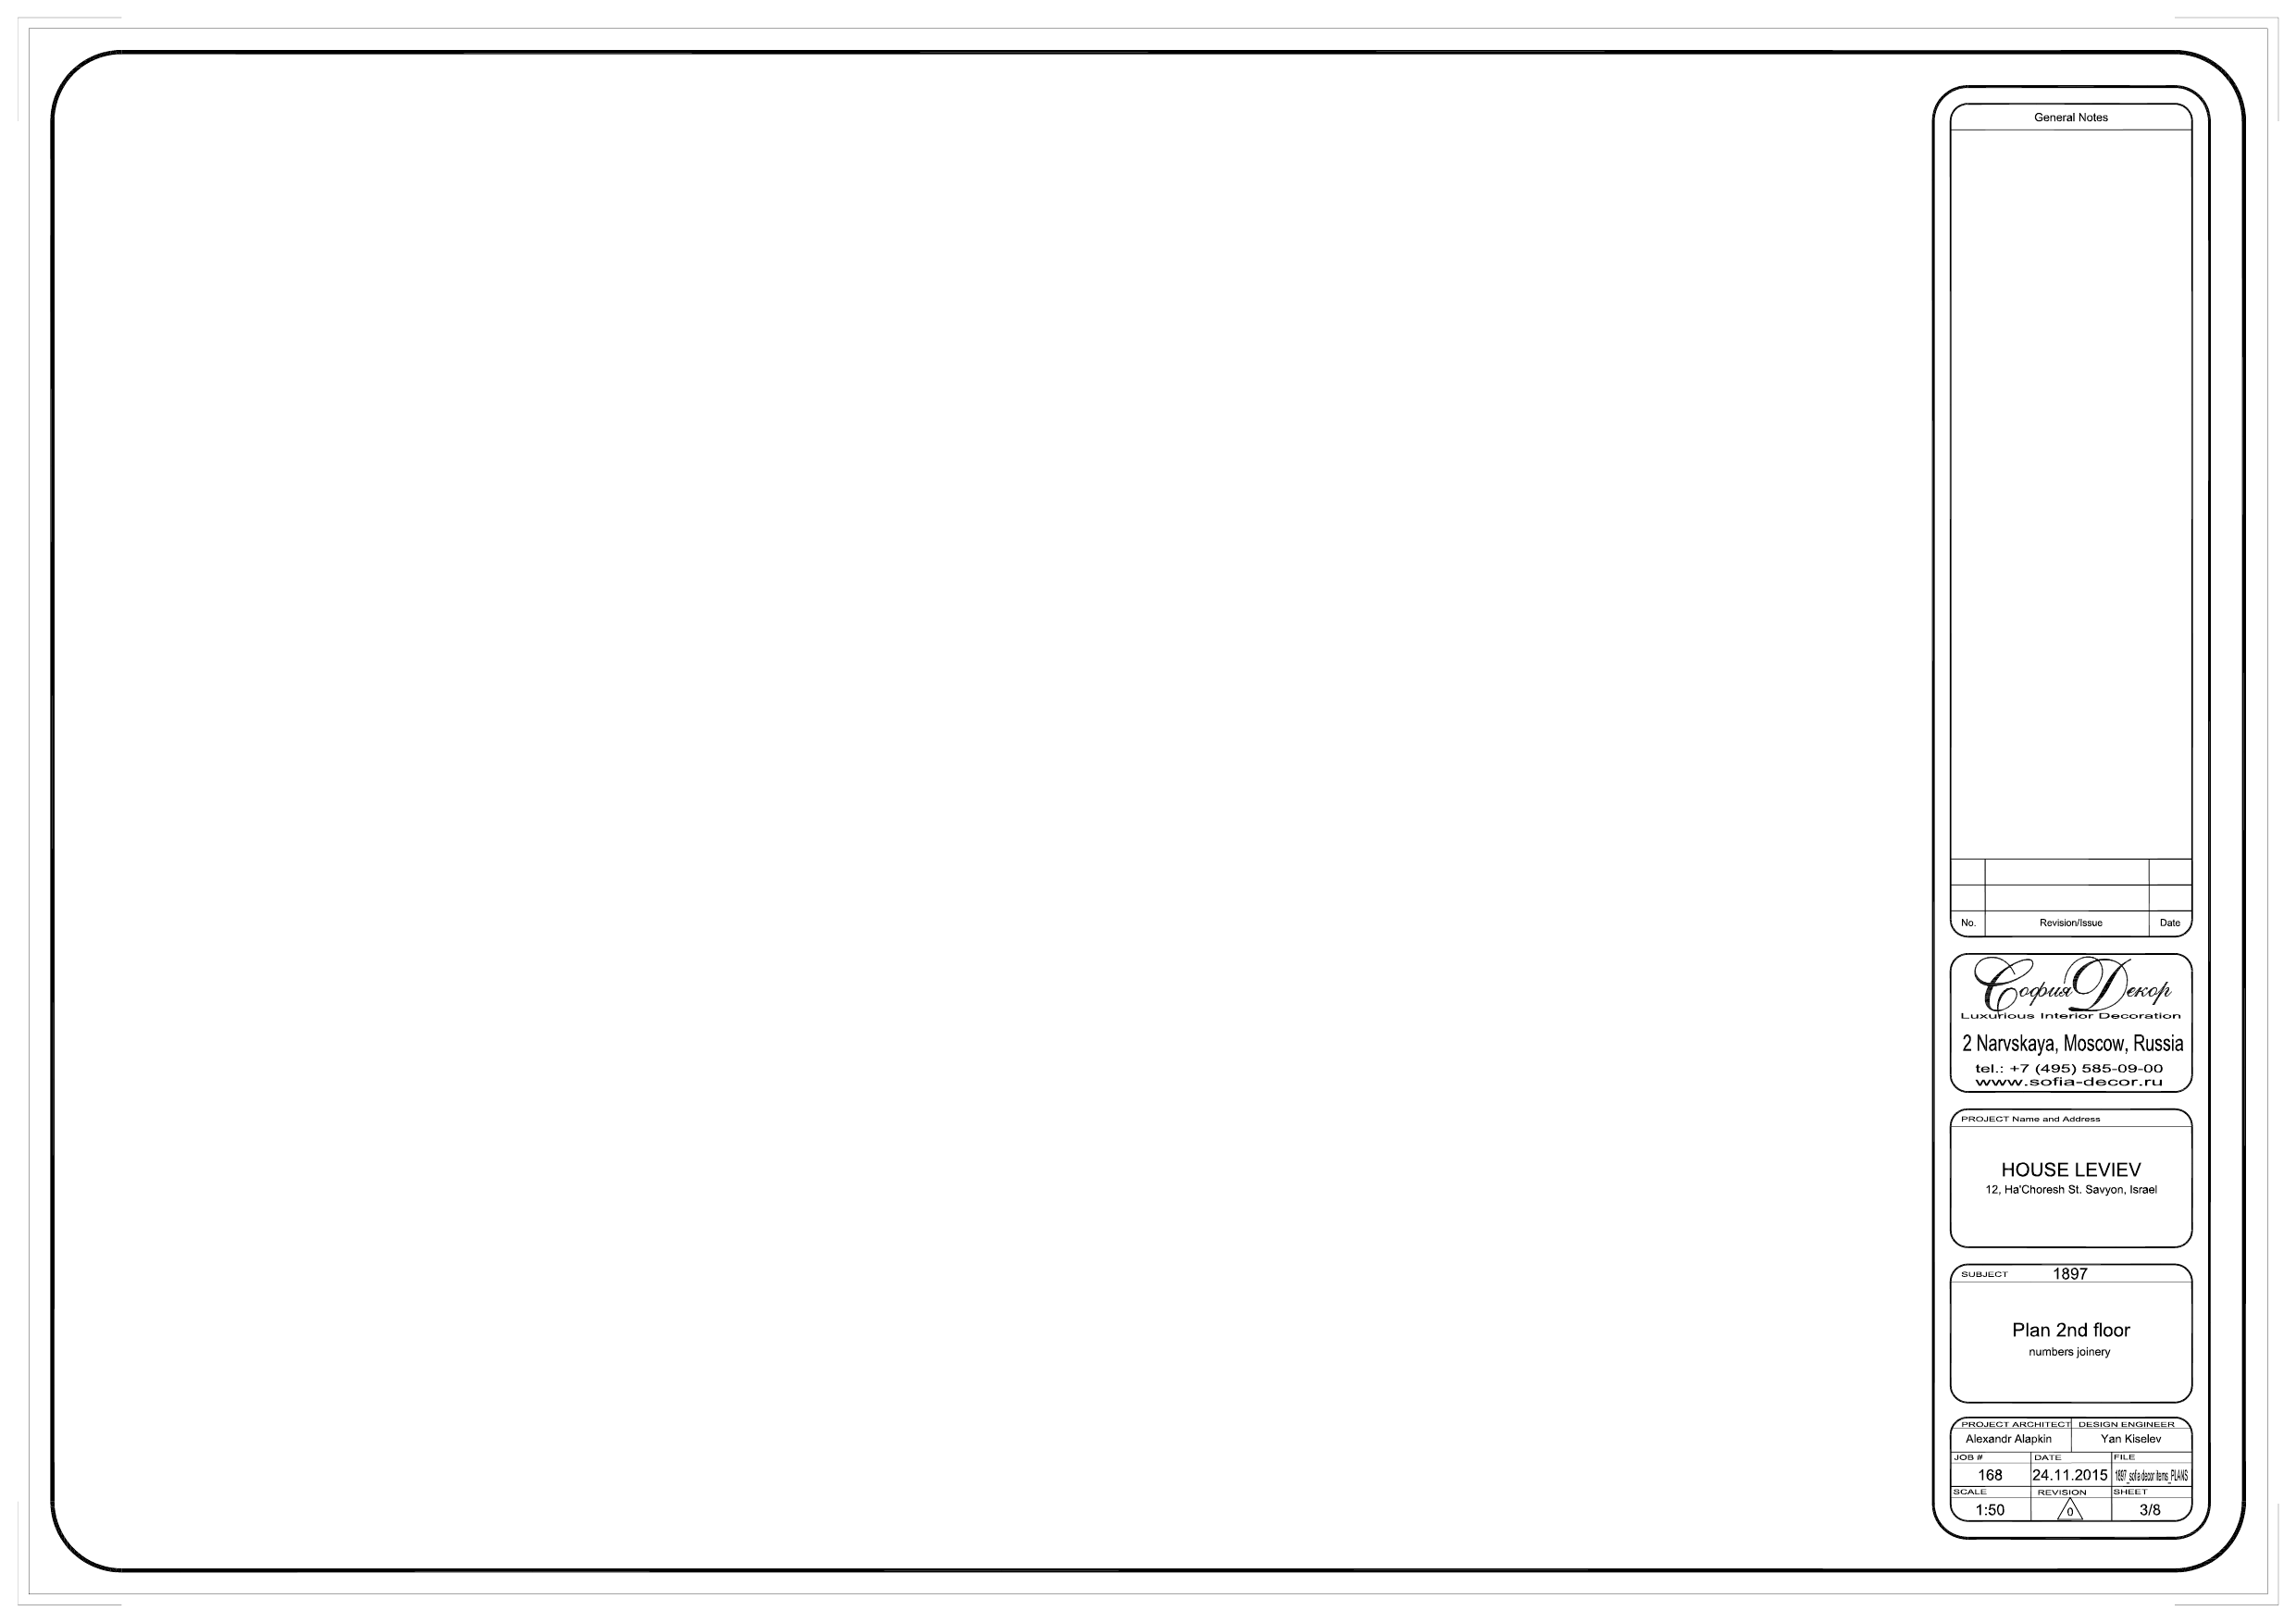 General Notes
No. Revision/Issue Date
София Декор
Luxurious Interior Decoration
2 Narvskaya, Moscow, Russia
tel.: +7 (495) 585-09-00
www.sofia-decor.ru
PROJECT Name and Address
HOUSE LEVIEV
12, Ha'Choresh St. Savyon, Israel
SUBJECT 1897
Plan 2nd floor
numbers joinery
PROJECT ARCHITECT DESIGN ENGINEER
Alexandr Alapkin Yan Kiselev
JOB # DATE FILE
168 24.11.2015 1897_sofia decor items_PLANS
SCALE REVISION SHEET
1:50 0 3/8